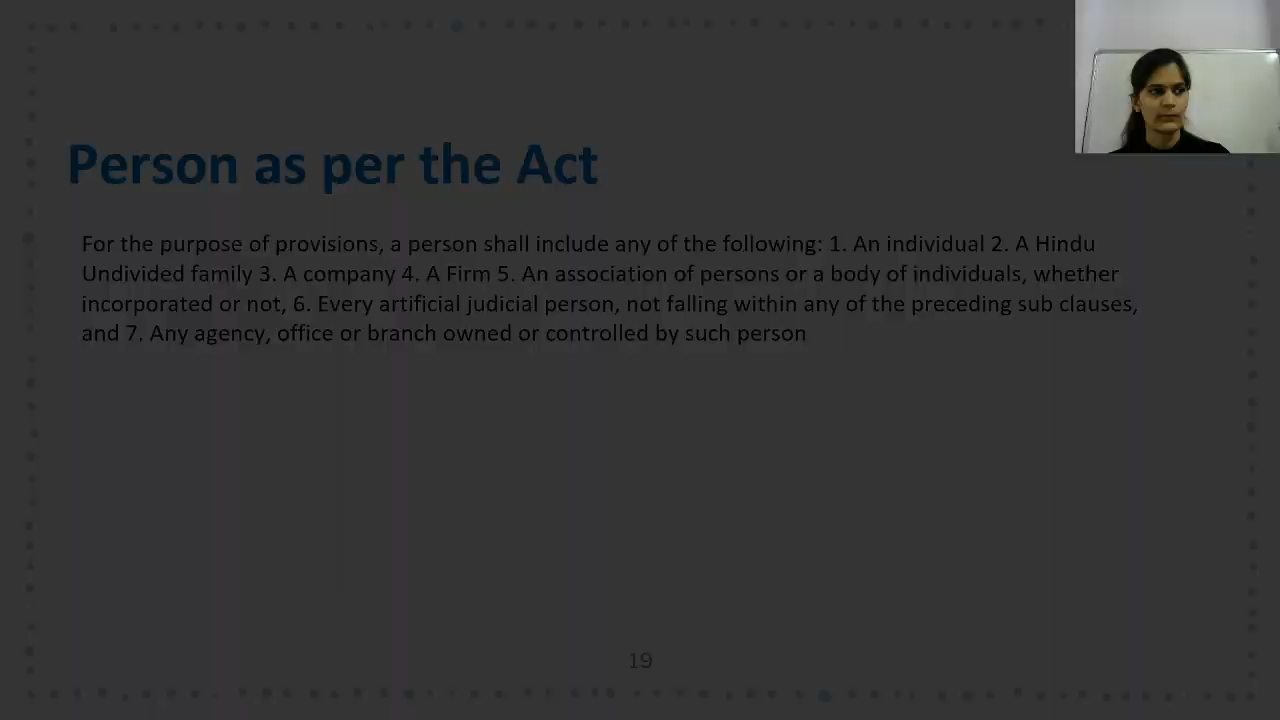 Person as per the Act
For the purpose of provisions, a person shall include any of the following: 1. An individual 2. A Hindu
Undivided family 3. A company 4. A Firm 5. An association of persons or a body of individuals, whether
incorporated or not, 6. Every artificial judicial person, not falling within any of the preceding sub clauses,
and 7. Any agency, office or branch owned or controlled by such person
19